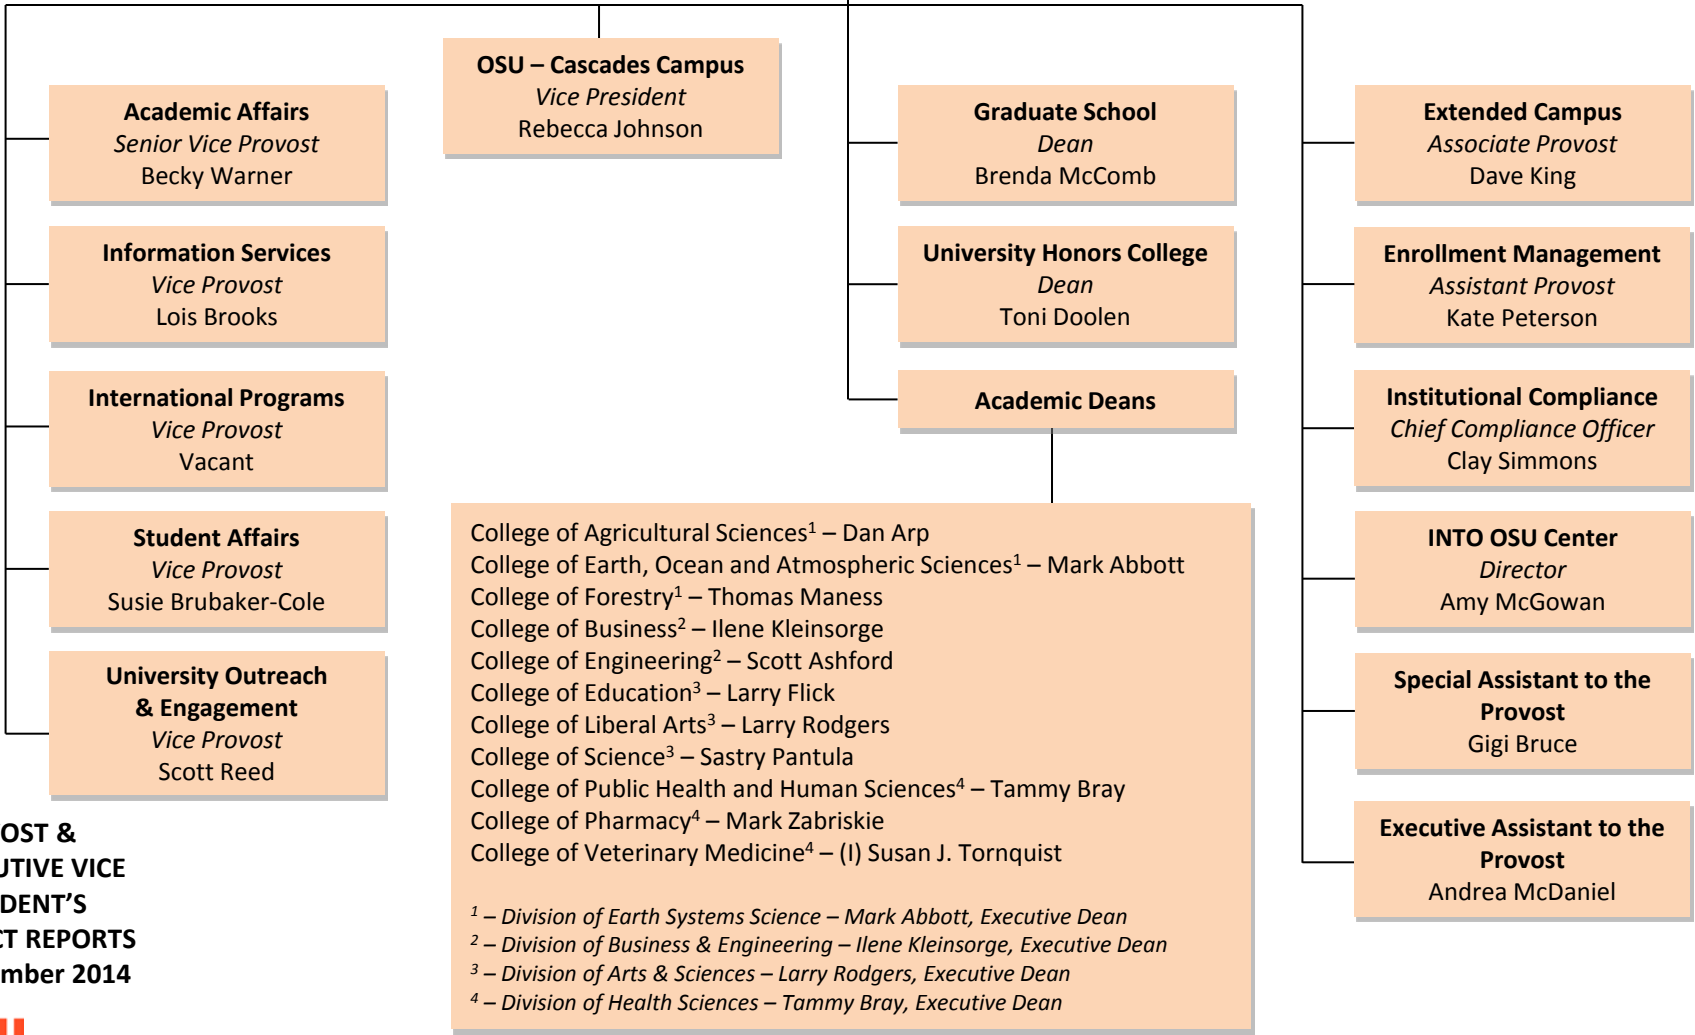 OSU – Cascades Campus
Vice President
Rebecca Johnson
Academic Affairs
Senior Vice Provost
Becky Warner
Information Services
Vice Provost
Lois Brooks
International Programs
Vice Provost
Vacant
Student Affairs
Vice Provost
Susie Brubaker-Cole
University Outreach
& Engagement
Vice Provost
Scott Reed
Graduate School
Dean
Brenda McComb
University Honors College
Dean
Toni Doolen
Academic Deans
College of Agricultural Sciences¹ – Dan Arp
College of Earth, Ocean and Atmospheric Sciences¹ – Mark Abbott
College of Forestry¹ – Thomas Maness
College of Business² – Ilene Kleinsorge
College of Engineering² – Scott Ashford
College of Education³ – Larry Flick
College of Liberal Arts³ – Larry Rodgers
College of Science³ – Sastry Pantula
College of Public Health and Human Sciences⁴ – Tammy Bray
College of Pharmacy⁴ – Mark Zabriskie
College of Veterinary Medicine⁴ – (I) Susan J. Tornquist
¹ – Division of Earth Systems Science – Mark Abbott, Executive Dean
² – Division of Business & Engineering – Ilene Kleinsorge, Executive Dean
³ – Division of Arts & Sciences – Larry Rodgers, Executive Dean
⁴ – Division of Health Sciences – Tammy Bray, Executive Dean
Extended Campus
Associate Provost
Dave King
Enrollment Management
Assistant Provost
Kate Peterson
Institutional Compliance
Chief Compliance Officer
Clay Simmons
INTO OSU Center
Director
Amy McGowan
Special Assistant to the
Provost
Gigi Bruce
Executive Assistant to the
Provost
Andrea McDaniel
OST &
UTIVE VICE
DENT'S
CT REPORTS
mber 2014